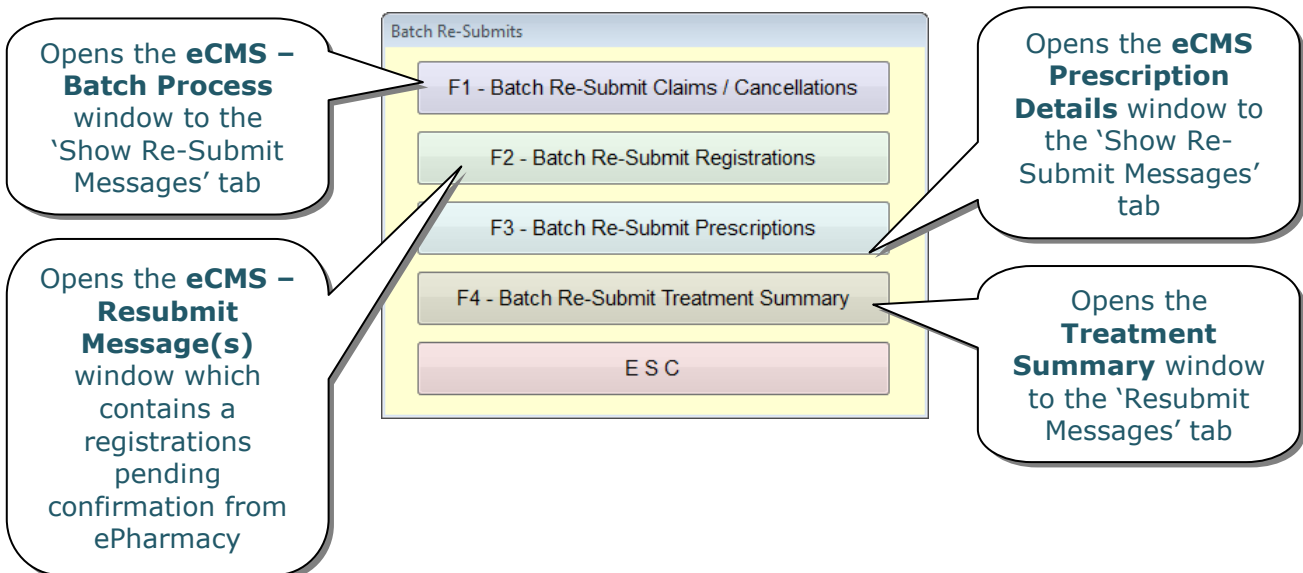 Opens the eCMS –
Batch Process
window to the
‘Show Re-Submit
Messages’ tab
Opens the eCMS –
Resubmit
Message(s)
window which
contains a
registrations
pending
confirmation from
ePharmacy
Batch Re-Submits
F1 - Batch Re-Submit Claims / Cancellations
F2 - Batch Re-Submit Registrations
F3 - Batch Re-Submit Prescriptions
F4 - Batch Re-Submit Treatment Summary
E S C
Opens the eCMS
Prescription
Details window to
the ‘Show Re-
Submit Messages’
tab
Opens the
Treatment
Summary window
to the ‘Resubmit
Messages’ tab